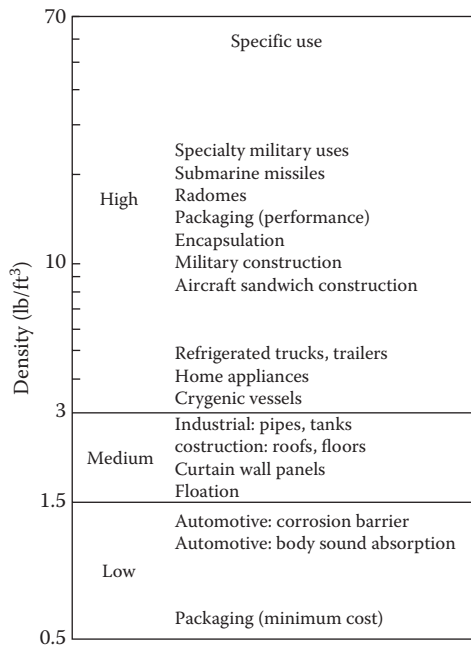 70
Specific use
Specialty military uses
Submarine missiles
High
Radomes
Packaging (performance)
Encapsulation
10
Military construction
Aircraft sandwich construction
Density (lb/ft³)
Refrigerated trucks, trailers
Home appliances
Crygenic vessels
3
Industrial: pipes, tanks
costruction: roofs, floors
Medium
Curtain wall panels
Floation
1.5
Automotive: corrosion barrier
Automotive: body sound absorption
Low
Packaging (minimum cost)
0.5